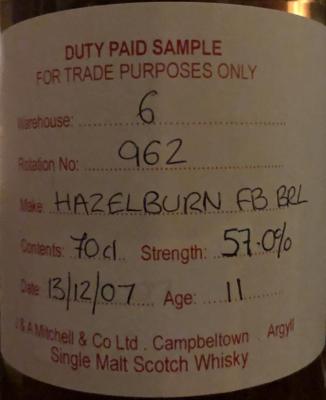 DUTY PAID SAMPLE
FOR TRADE PURPOSES ONLY
Warehouse: 6
Rotation No: 962
Make: HAZELBURN FB BRL
Contents: 70cl Strength: 57.0%
Date: 13/12/07 Age: 11
J & A Mitchell & Co Ltd . Campbeltown . Argyll
Single Malt Scotch Whisky